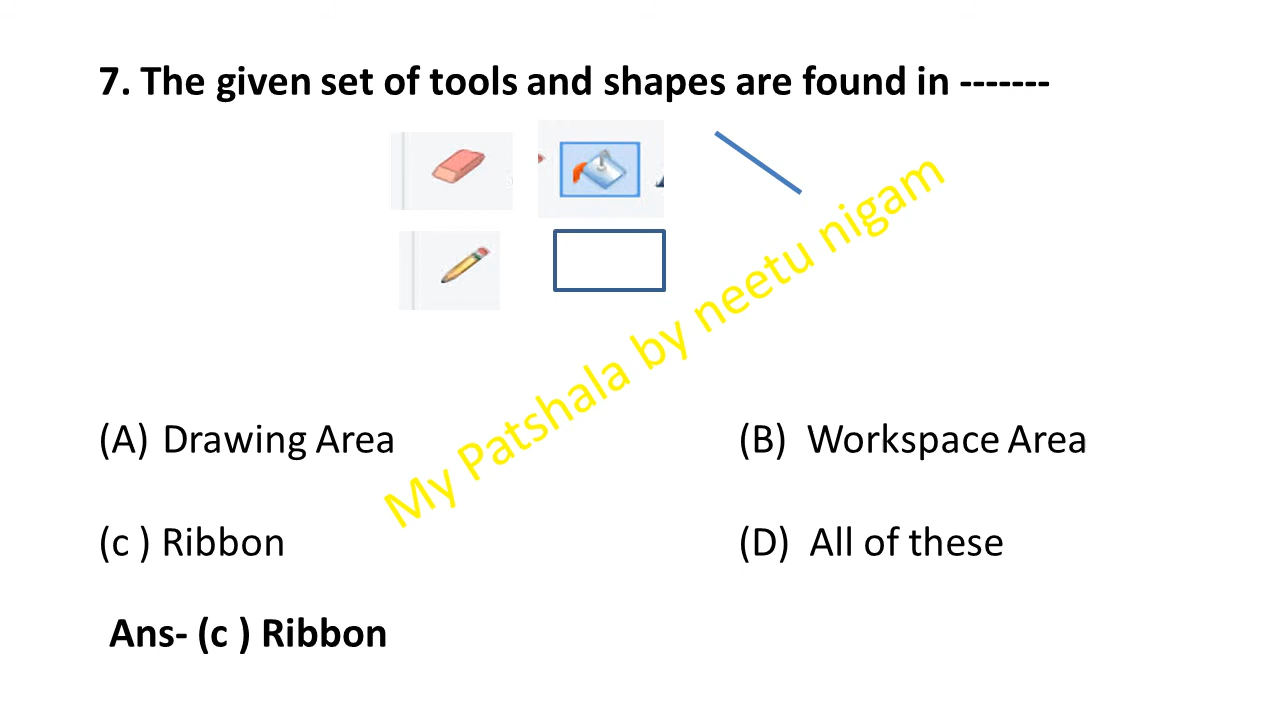 7. The given set of tools and shapes are found in -------
My Patshala by neetu nigam
(A) Drawing Area
(B) Workspace Area
(c ) Ribbon
(D) All of these
Ans- (c ) Ribbon